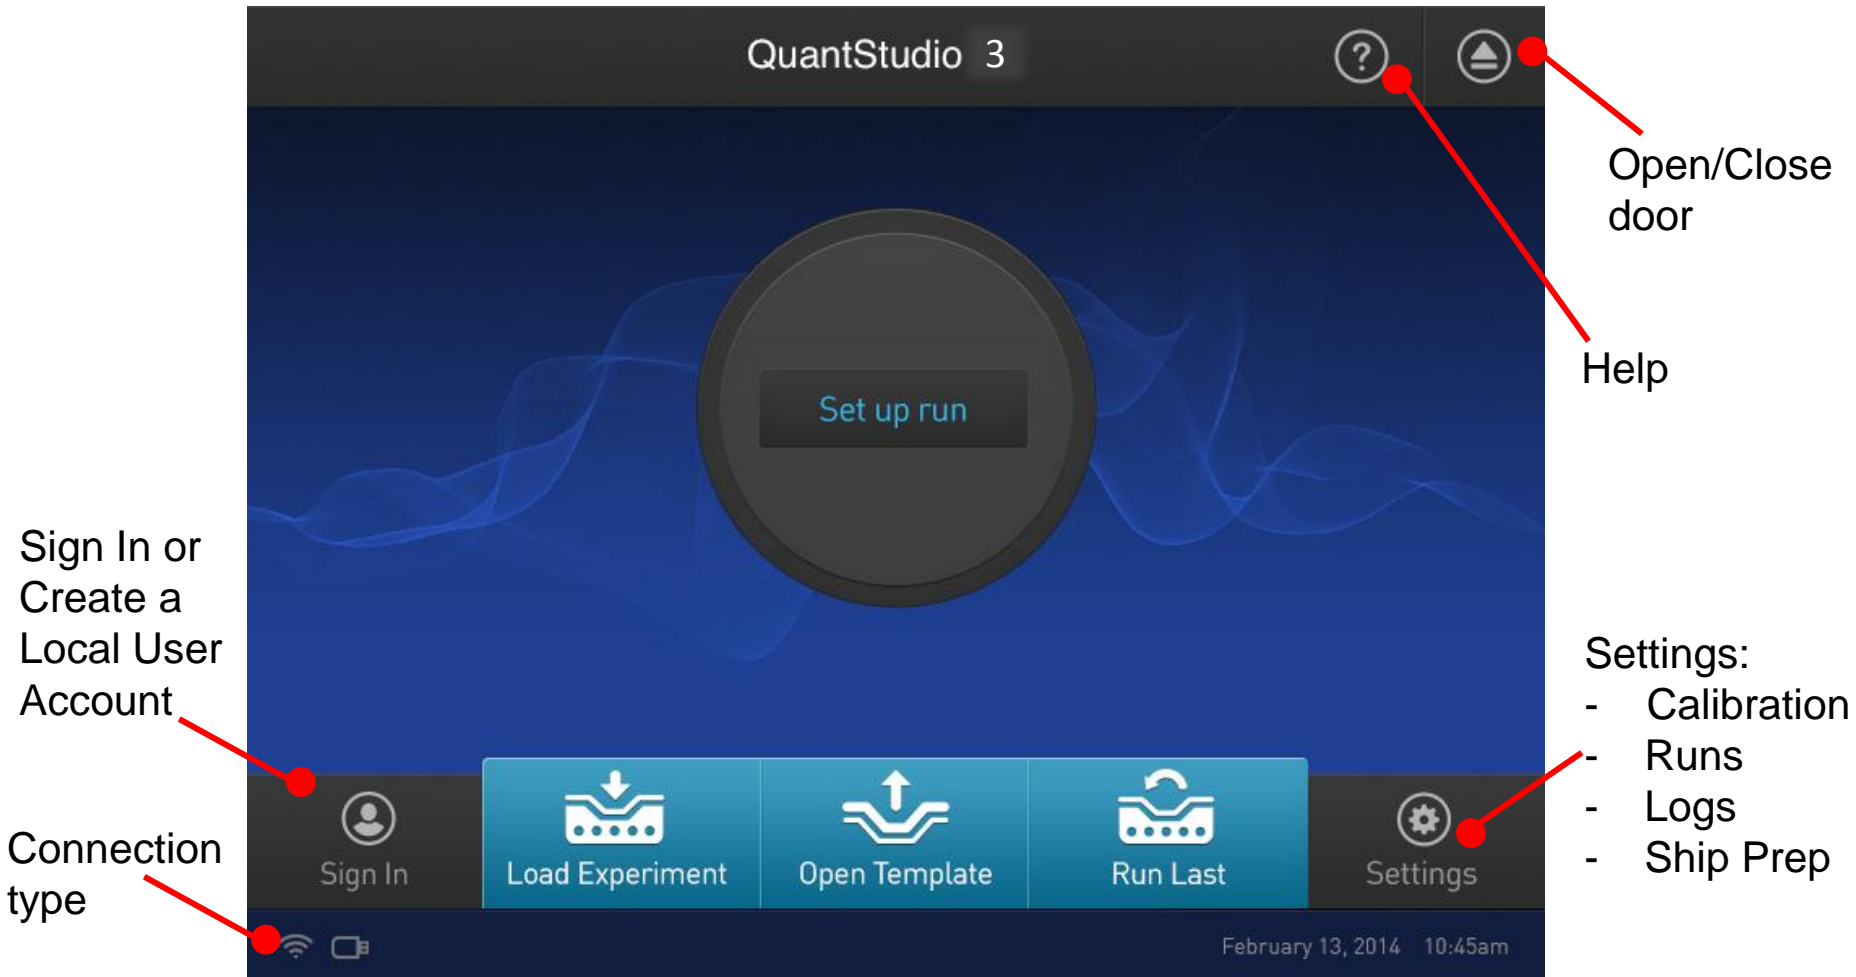 QuantStudio 3
?
Open/Close
door
Help
Set up run
Sign In or
Create a
Local User
Account
Settings:
- Calibration
- Runs
- Logs
- Ship Prep
Connection
type
Sign In
Load Experiment
Open Template
Run Last
Settings
February 13, 2014 10:45am